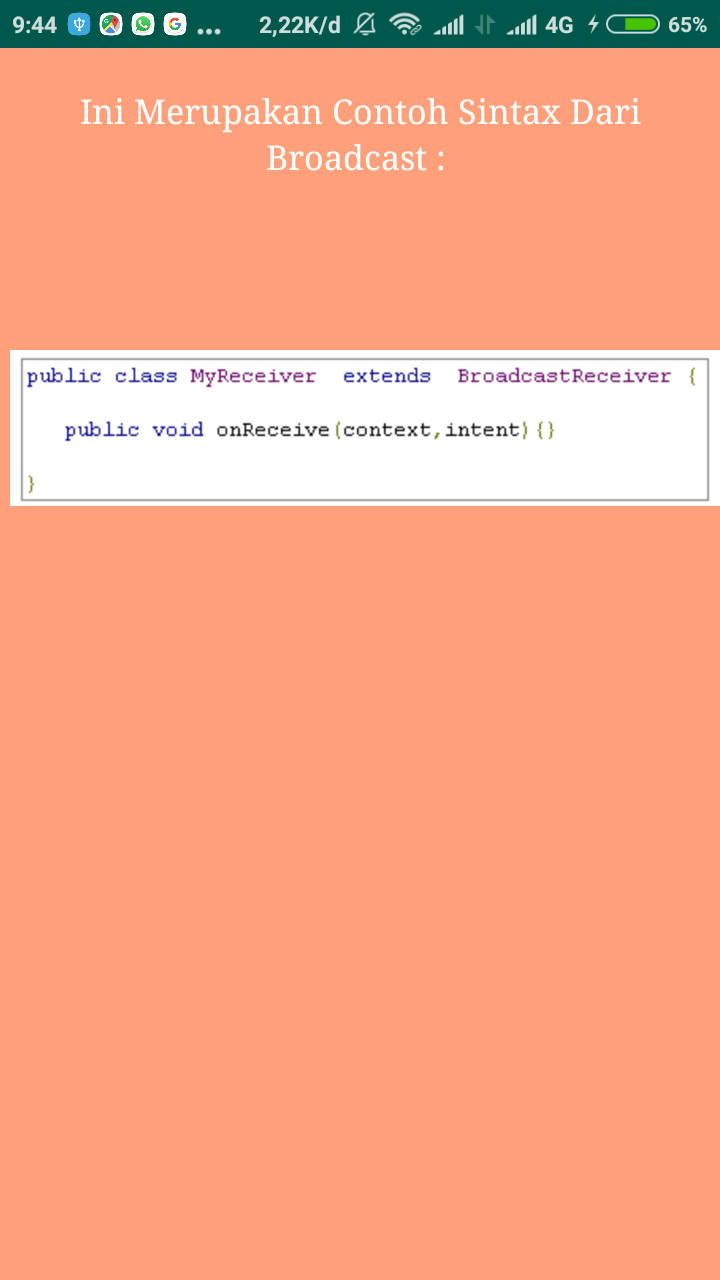 9:44 ... 2,22K/d 4G 65%
Ini Merupakan Contoh Sintax Dari
Broadcast :
public class MyReceiver extends BroadcastReceiver {
public void onReceive(context,intent){}
}